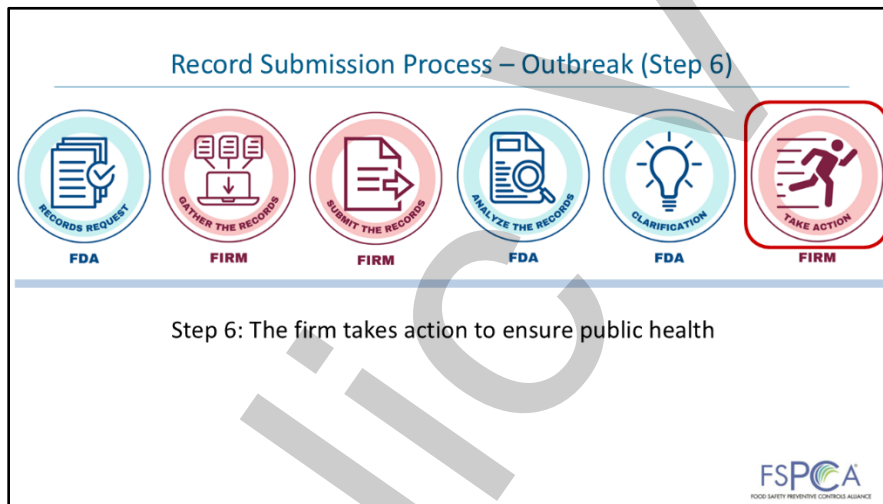 Record Submission Process – Outbreak (Step 6)
RECORDS REQUEST
GATHER THE RECORDS
SUBMIT THE RECORDS
ANALYZE THE RECORDS
CLARIFICATION
TAKE ACTION
FDA
FIRM
FIRM
FDA
FDA
FIRM
Step 6: The firm takes action to ensure public health
FSPCA
FOOD SAFETY PREVENTIVE CONTROLS ALLIANCE
lic V